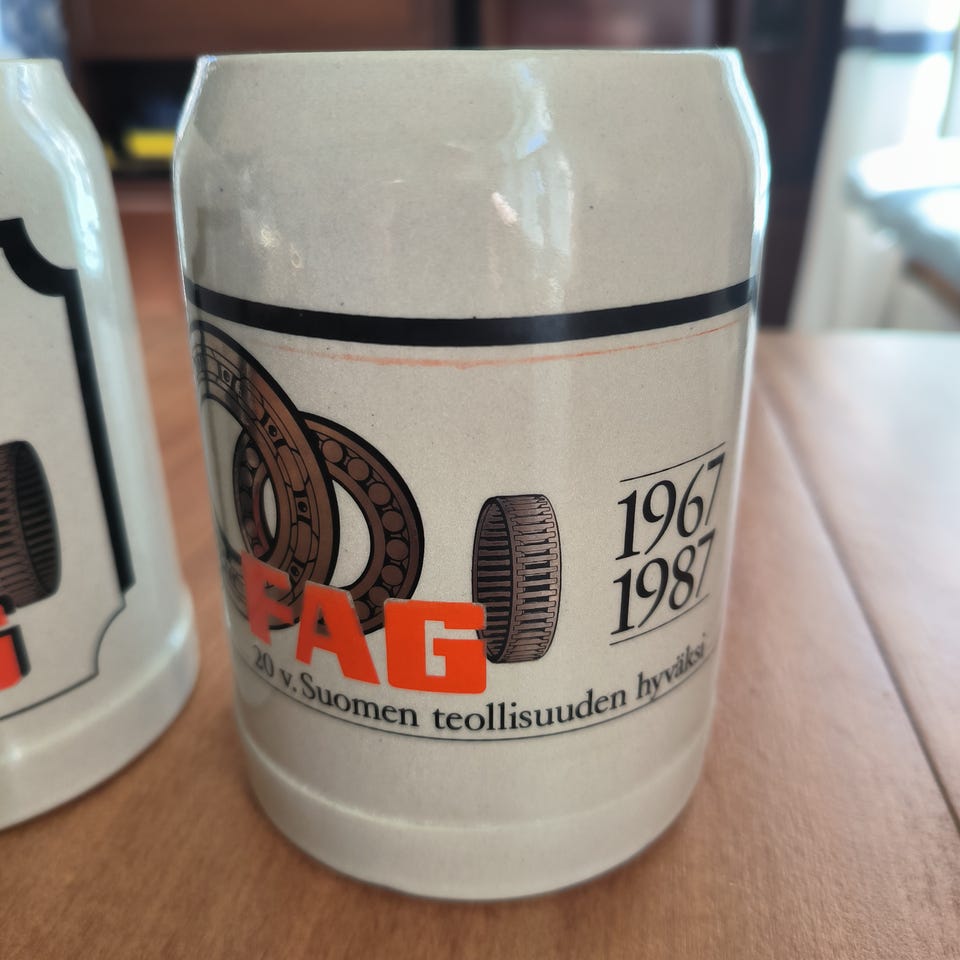 FAG
1967
1987
20 v. Suomen teollisuuden hyväksi